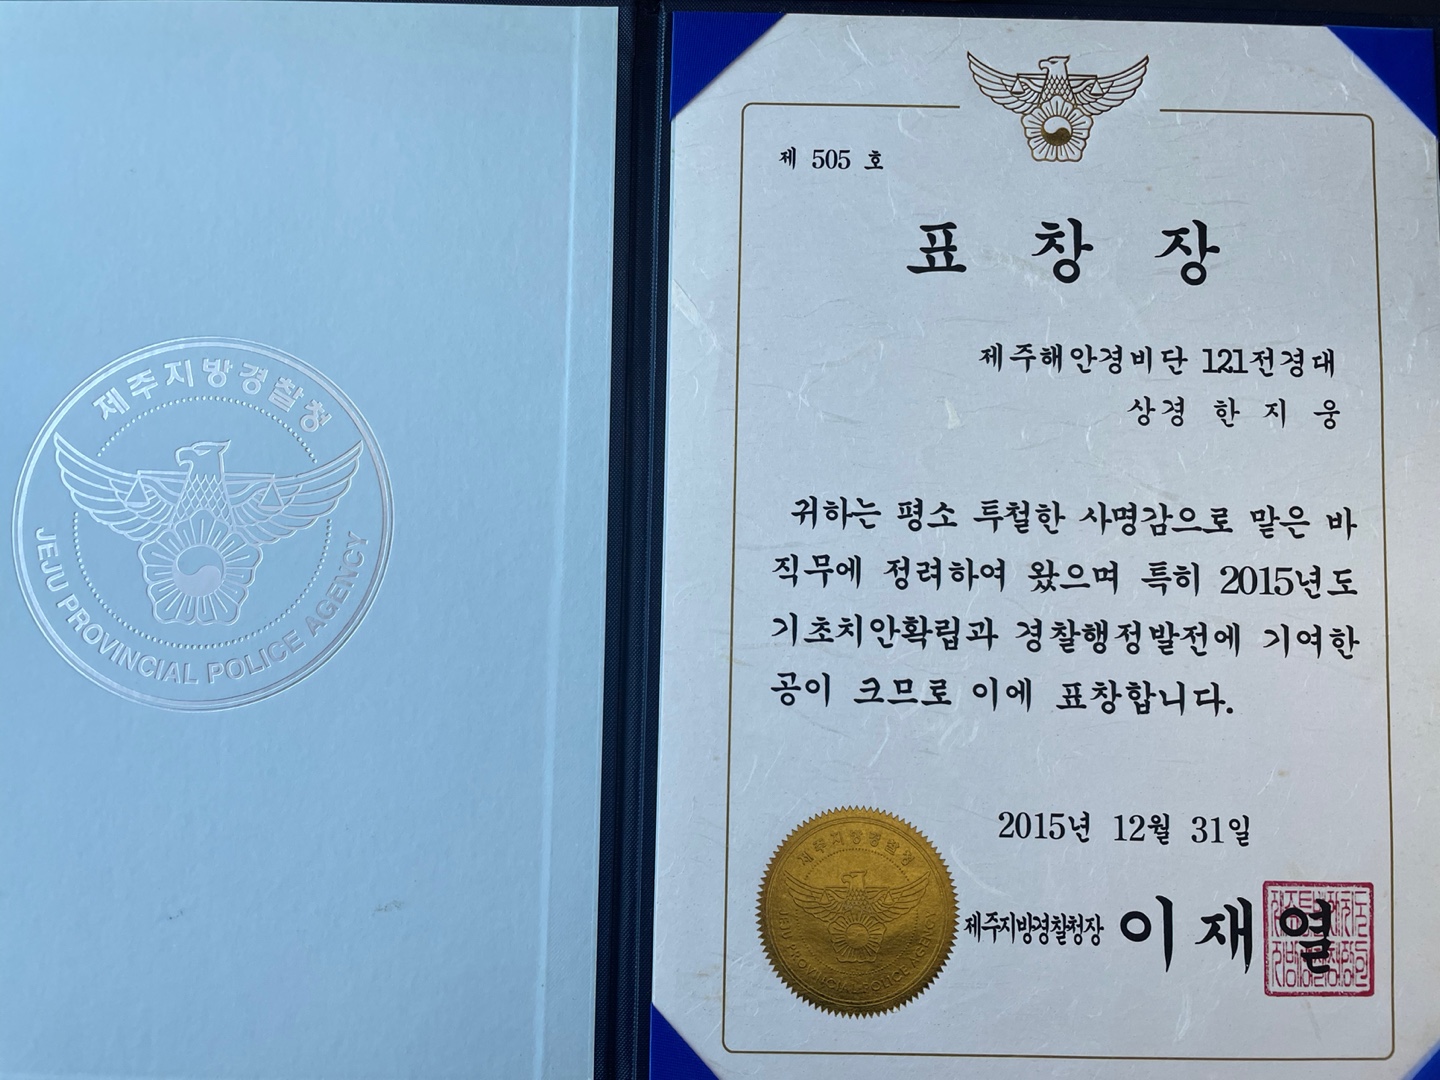 제주지방경찰청
JEJU PROVINCIAL POLICE AGENCY
제 505 호
표 창 장
제주해안경비단 121전경대
상경 한 지 웅
귀하는 평소 투철한 사명감으로 맡은 바
직무에 정려하여 왔으며 특히 2015년도
기초치안확립과 경찰행정발전에 기여한
공이 크므로 이에 표창합니다.
2015년 12월 31일
제주지방경찰청
JEJU PROVINCIAL POLICE AGENCY
제주지방경찰청장 이 재 열